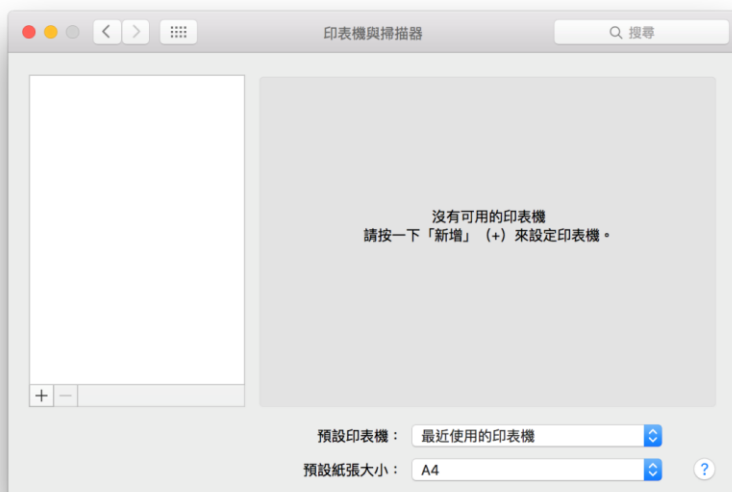 印表機與掃描器
搜尋
沒有可用的印表機
請按一下「新增」（+）來設定印表機。
預設印表機：
最近使用的印表機
預設紙張大小：
A4
?